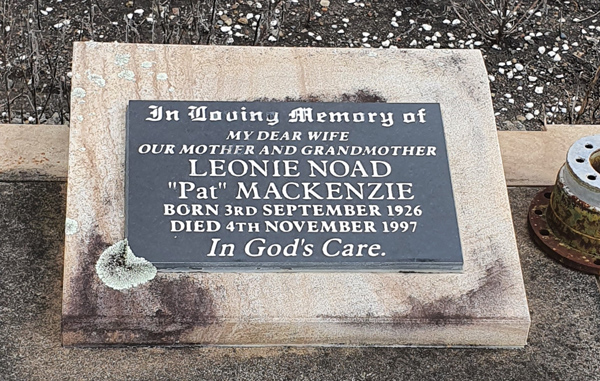 In Loving Memory of
MY DEAR WIFE
OUR MOTHER AND GRANDMOTHER
LEONIE NOAD
"Pat" MACKENZIE
BORN 3RD SEPTEMBER 1926
DIED 4TH NOVEMBER 1997
In God's Care.